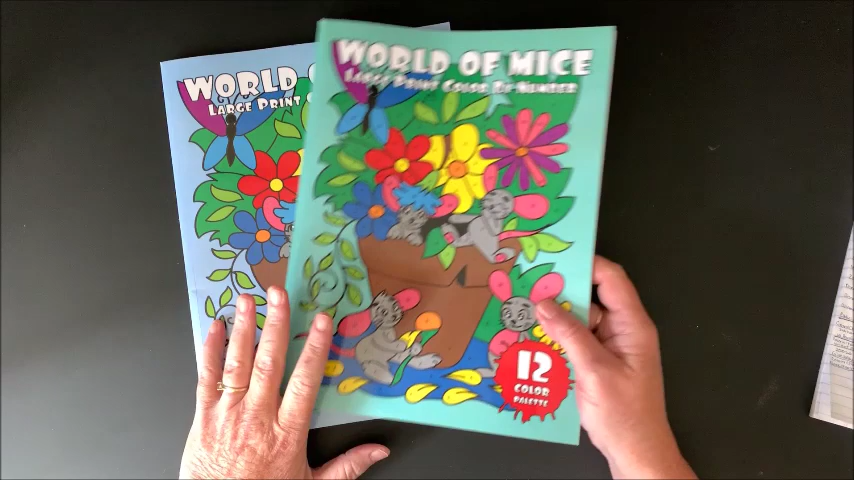 WORLD OF MICE
LARGE PRINT COLOR BY NUMBER
12
COLOR
PALETTE
WORLD O
LARGE PRINT